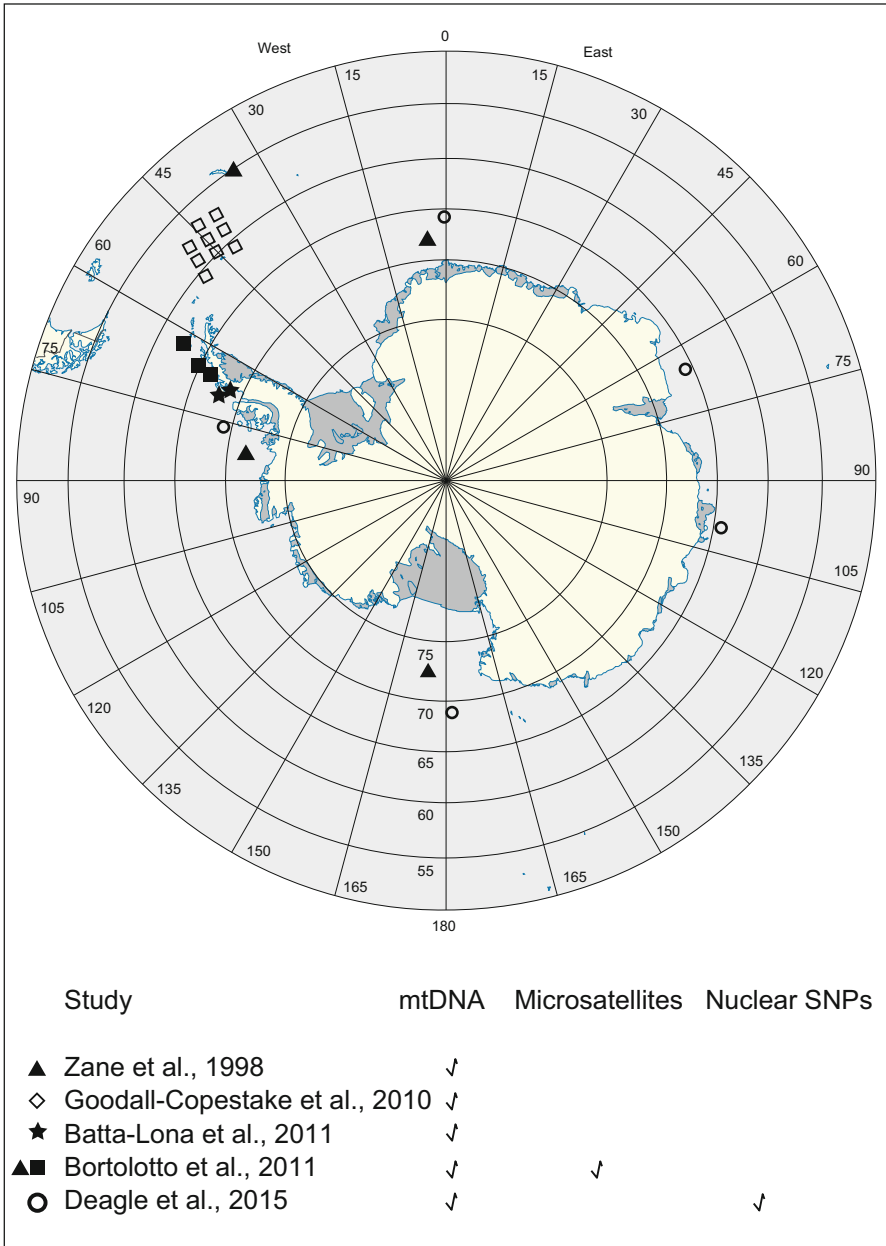 0
West East
15 15
30 30
45 45
60 60
75 75
90 90
105 105
120 120
135 135
150 150
165 165
180
75
70
65
60
55
Study mtDNA Microsatellites Nuclear SNPs
Zane et al., 1998
Goodall-Copestake et al., 2010
Batta-Lona et al., 2011
Bortolotto et al., 2011
Deagle et al., 2015